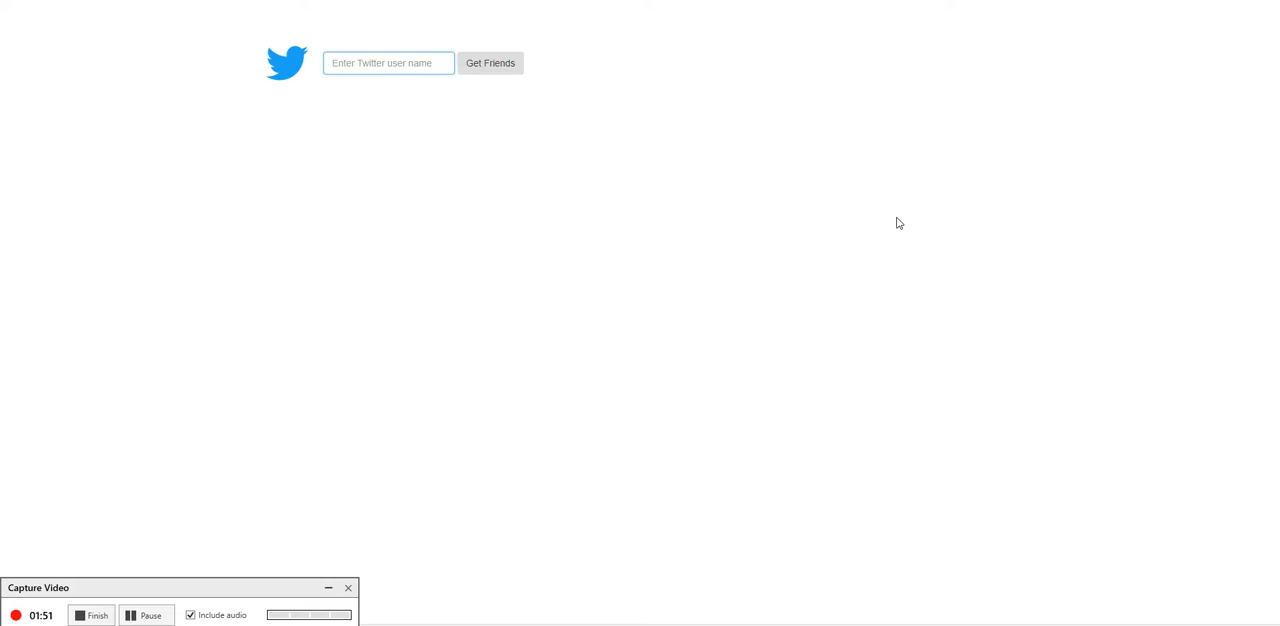 Enter Twitter user name
Get Friends
Capture Video
01:51
Finish
Pause
Include audio